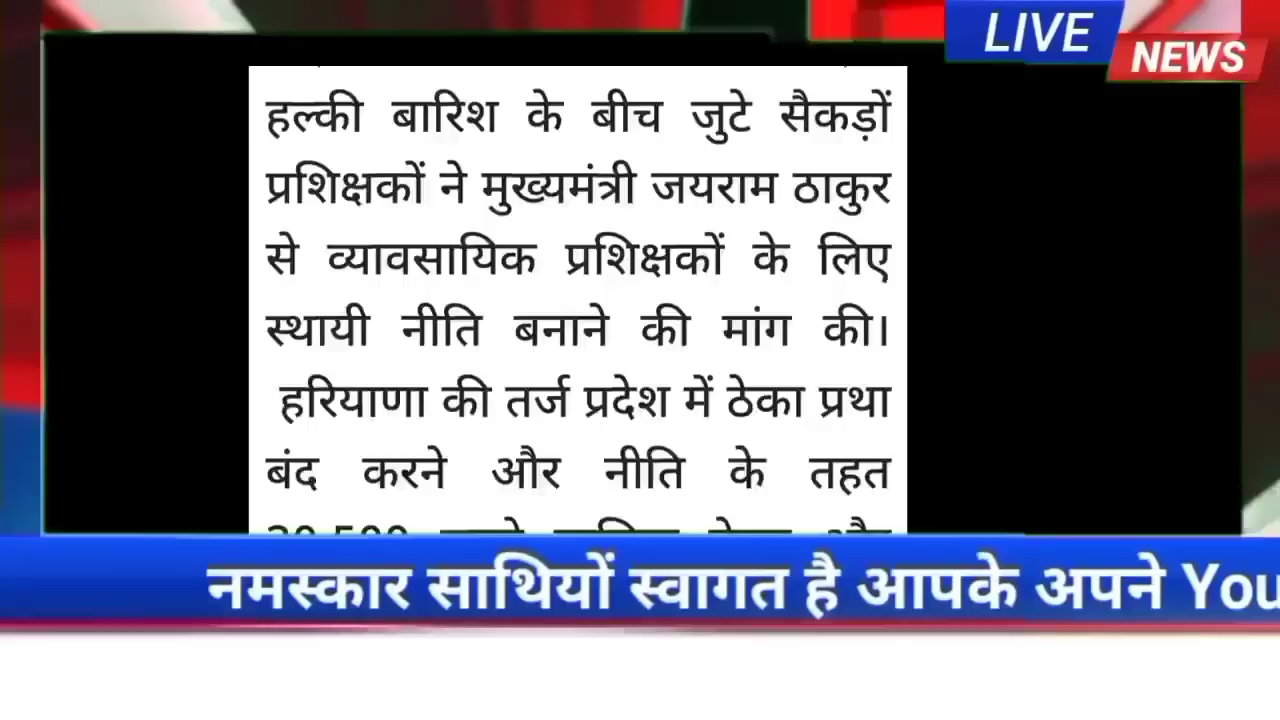 LIVE
NEWS
हल्की बारिश के बीच जुटे सैकड़ों
प्रशिक्षकों ने मुख्यमंत्री जयराम ठाकुर
से व्यावसायिक प्रशिक्षकों के लिए
स्थायी नीति बनाने की मांग की।
हरियाणा की तर्ज प्रदेश में ठेका प्रथा
बंद करने और नीति के तहत
नमस्कार साथियों स्वागत है आपके अपने You